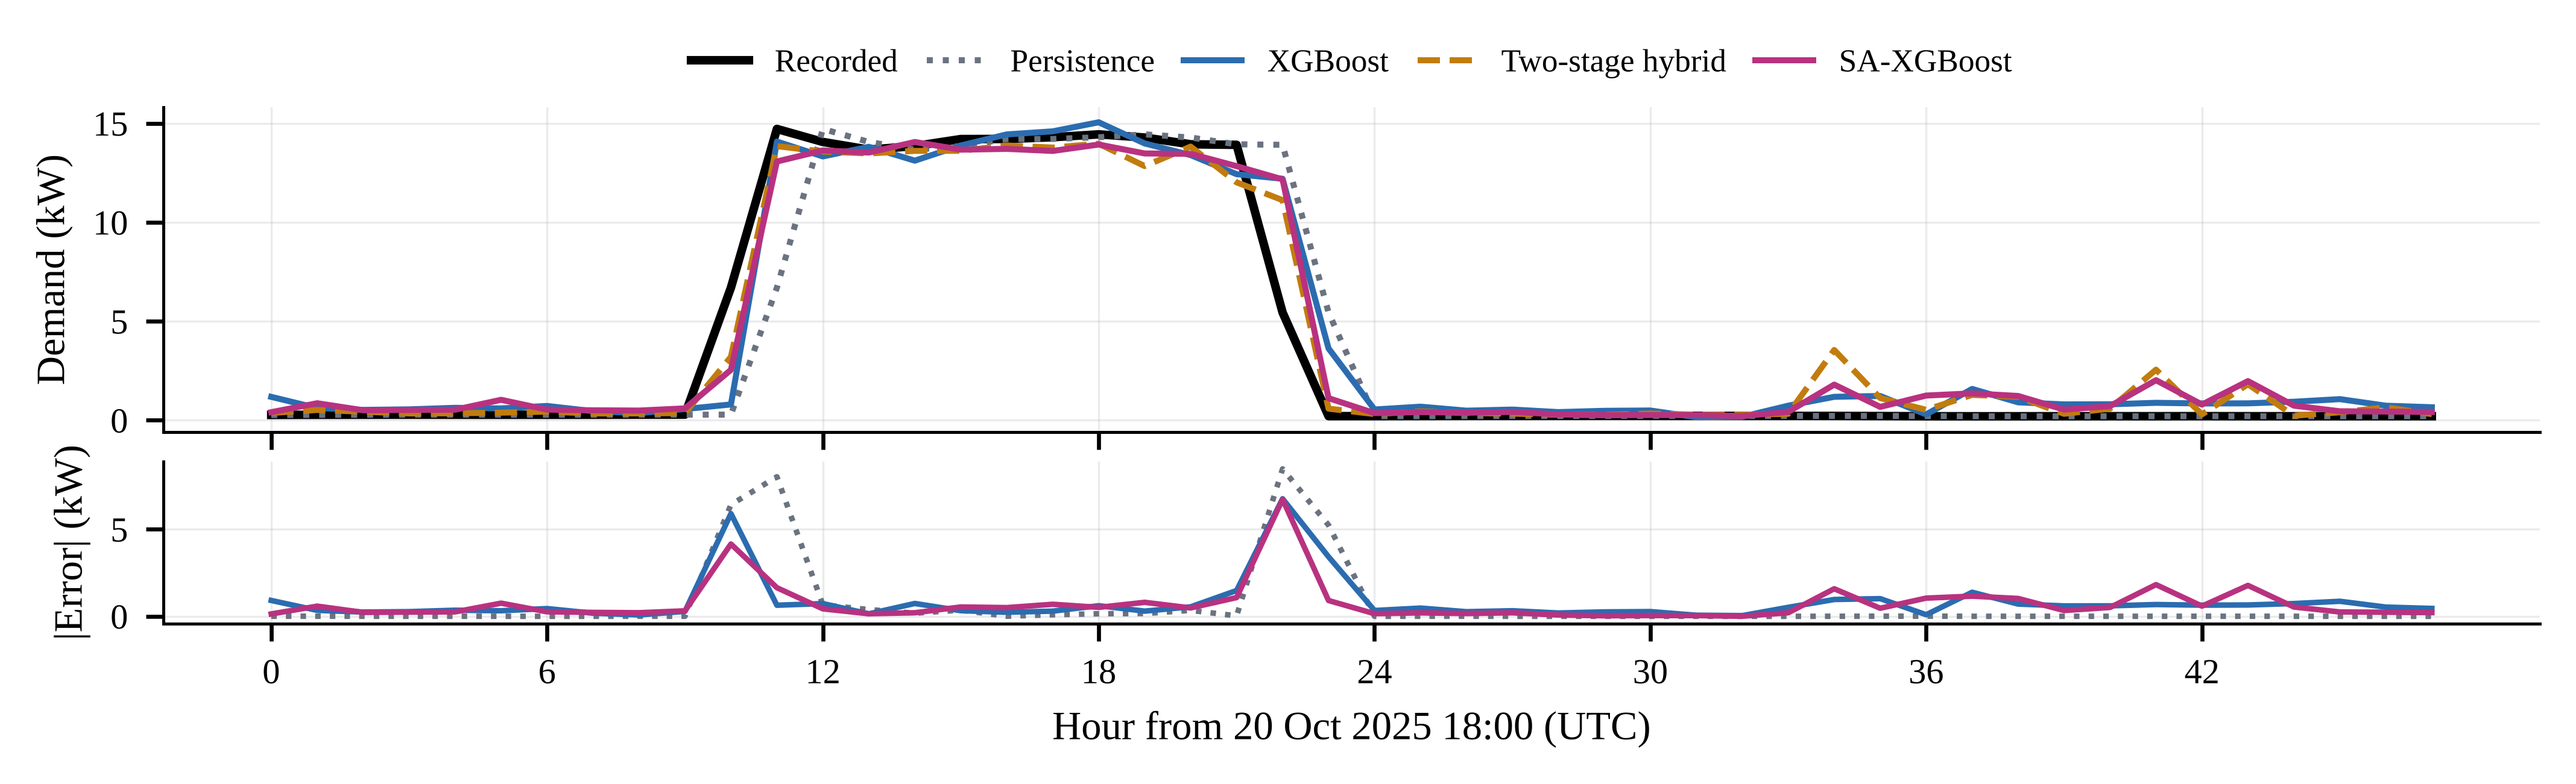 Recorded Persistence XGBoost Two-stage hybrid SA-XGBoost
Demand (kW)
15
10
5
0
|Error| (kW)
5
0
0 6 12 18 24 30 36 42
Hour from 20 Oct 2025 18:00 (UTC)